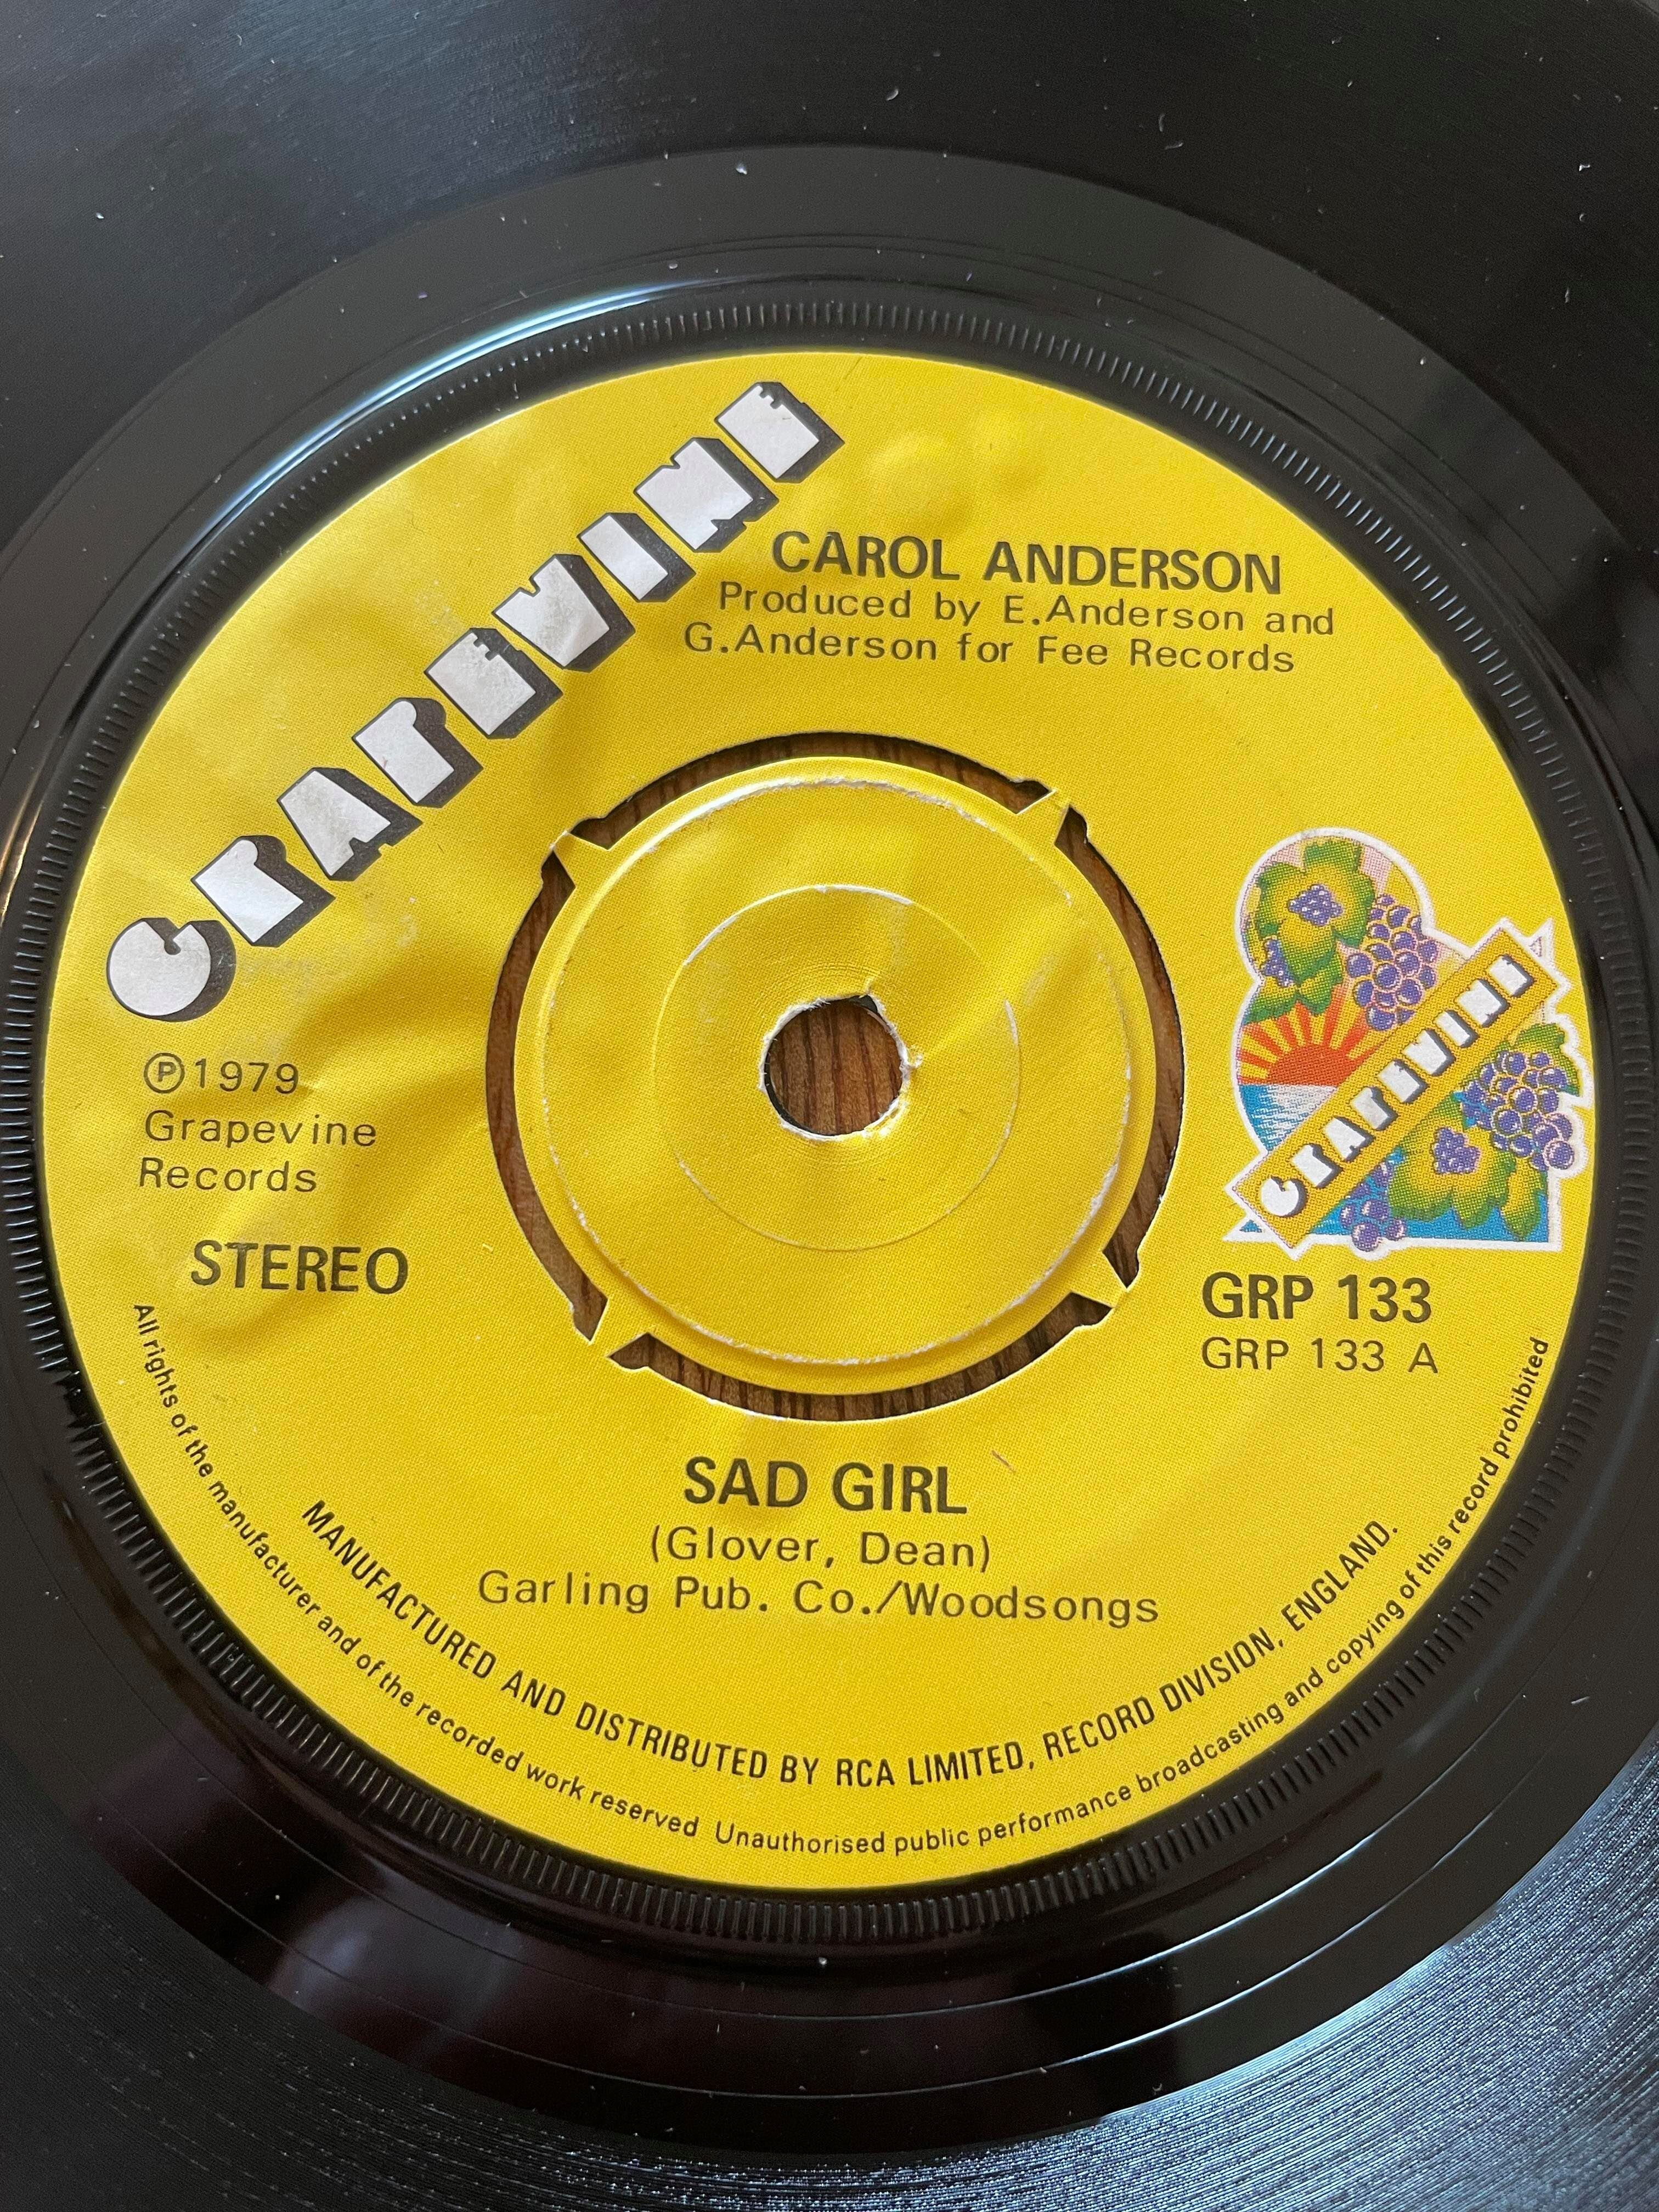 GRAPEVINE
CAROL ANDERSON
Produced by E.Anderson and
G.Anderson for Fee Records
GRAPEVINE
℗1979
Grapevine
Records
STEREO
GRP 133
GRP 133 A
SAD GIRL
(Glover, Dean)
Garling Pub. Co./Woodsongs
MANUFACTURED AND DISTRIBUTED BY RCA LIMITED, RECORD DIVISION, ENGLAND.
All rights of the manufacturer and of the recorded work reserved Unauthorised public performance broadcasting and copying of this record prohibited